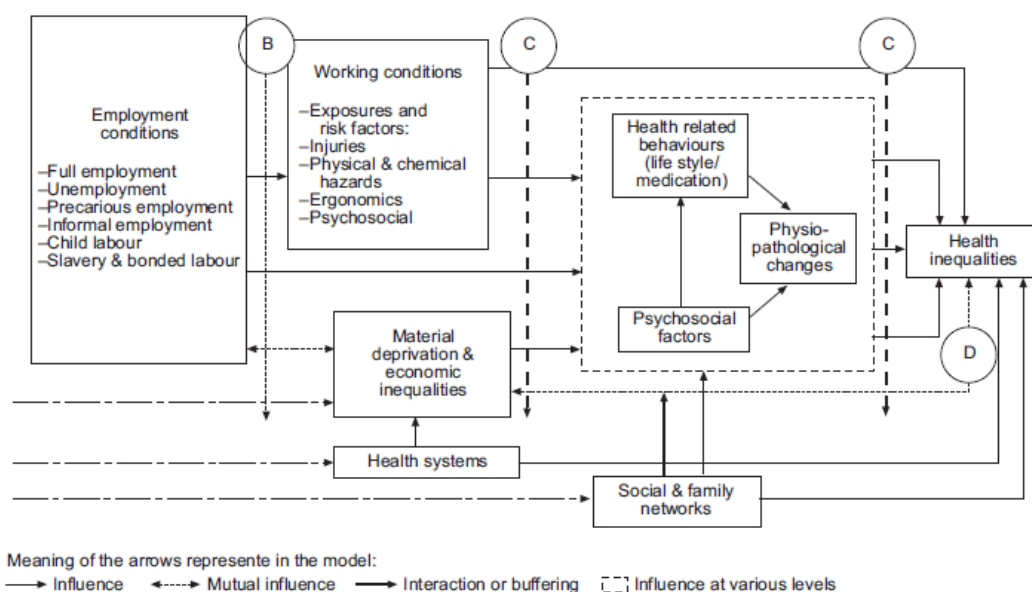 B
C
C
Employment
conditions
–Full employment
–Unemployment
–Precarious employment
–Informal employment
–Child labour
–Slavery & bonded labour
Working conditions
–Exposures and
risk factors:
–Injuries
–Physical & chemical
hazards
–Ergonomics
–Psychosocial
Health related
behaviours
(life style/
medication)
Physio-
pathological
changes
Psychosocial
factors
Health
inequalities
Material
deprivation &
economic
inequalities
D
Health systems
Social & family
networks
Meaning of the arrows represente in the model:
Influence
Mutual influence
Interaction or buffering
Influence at various levels